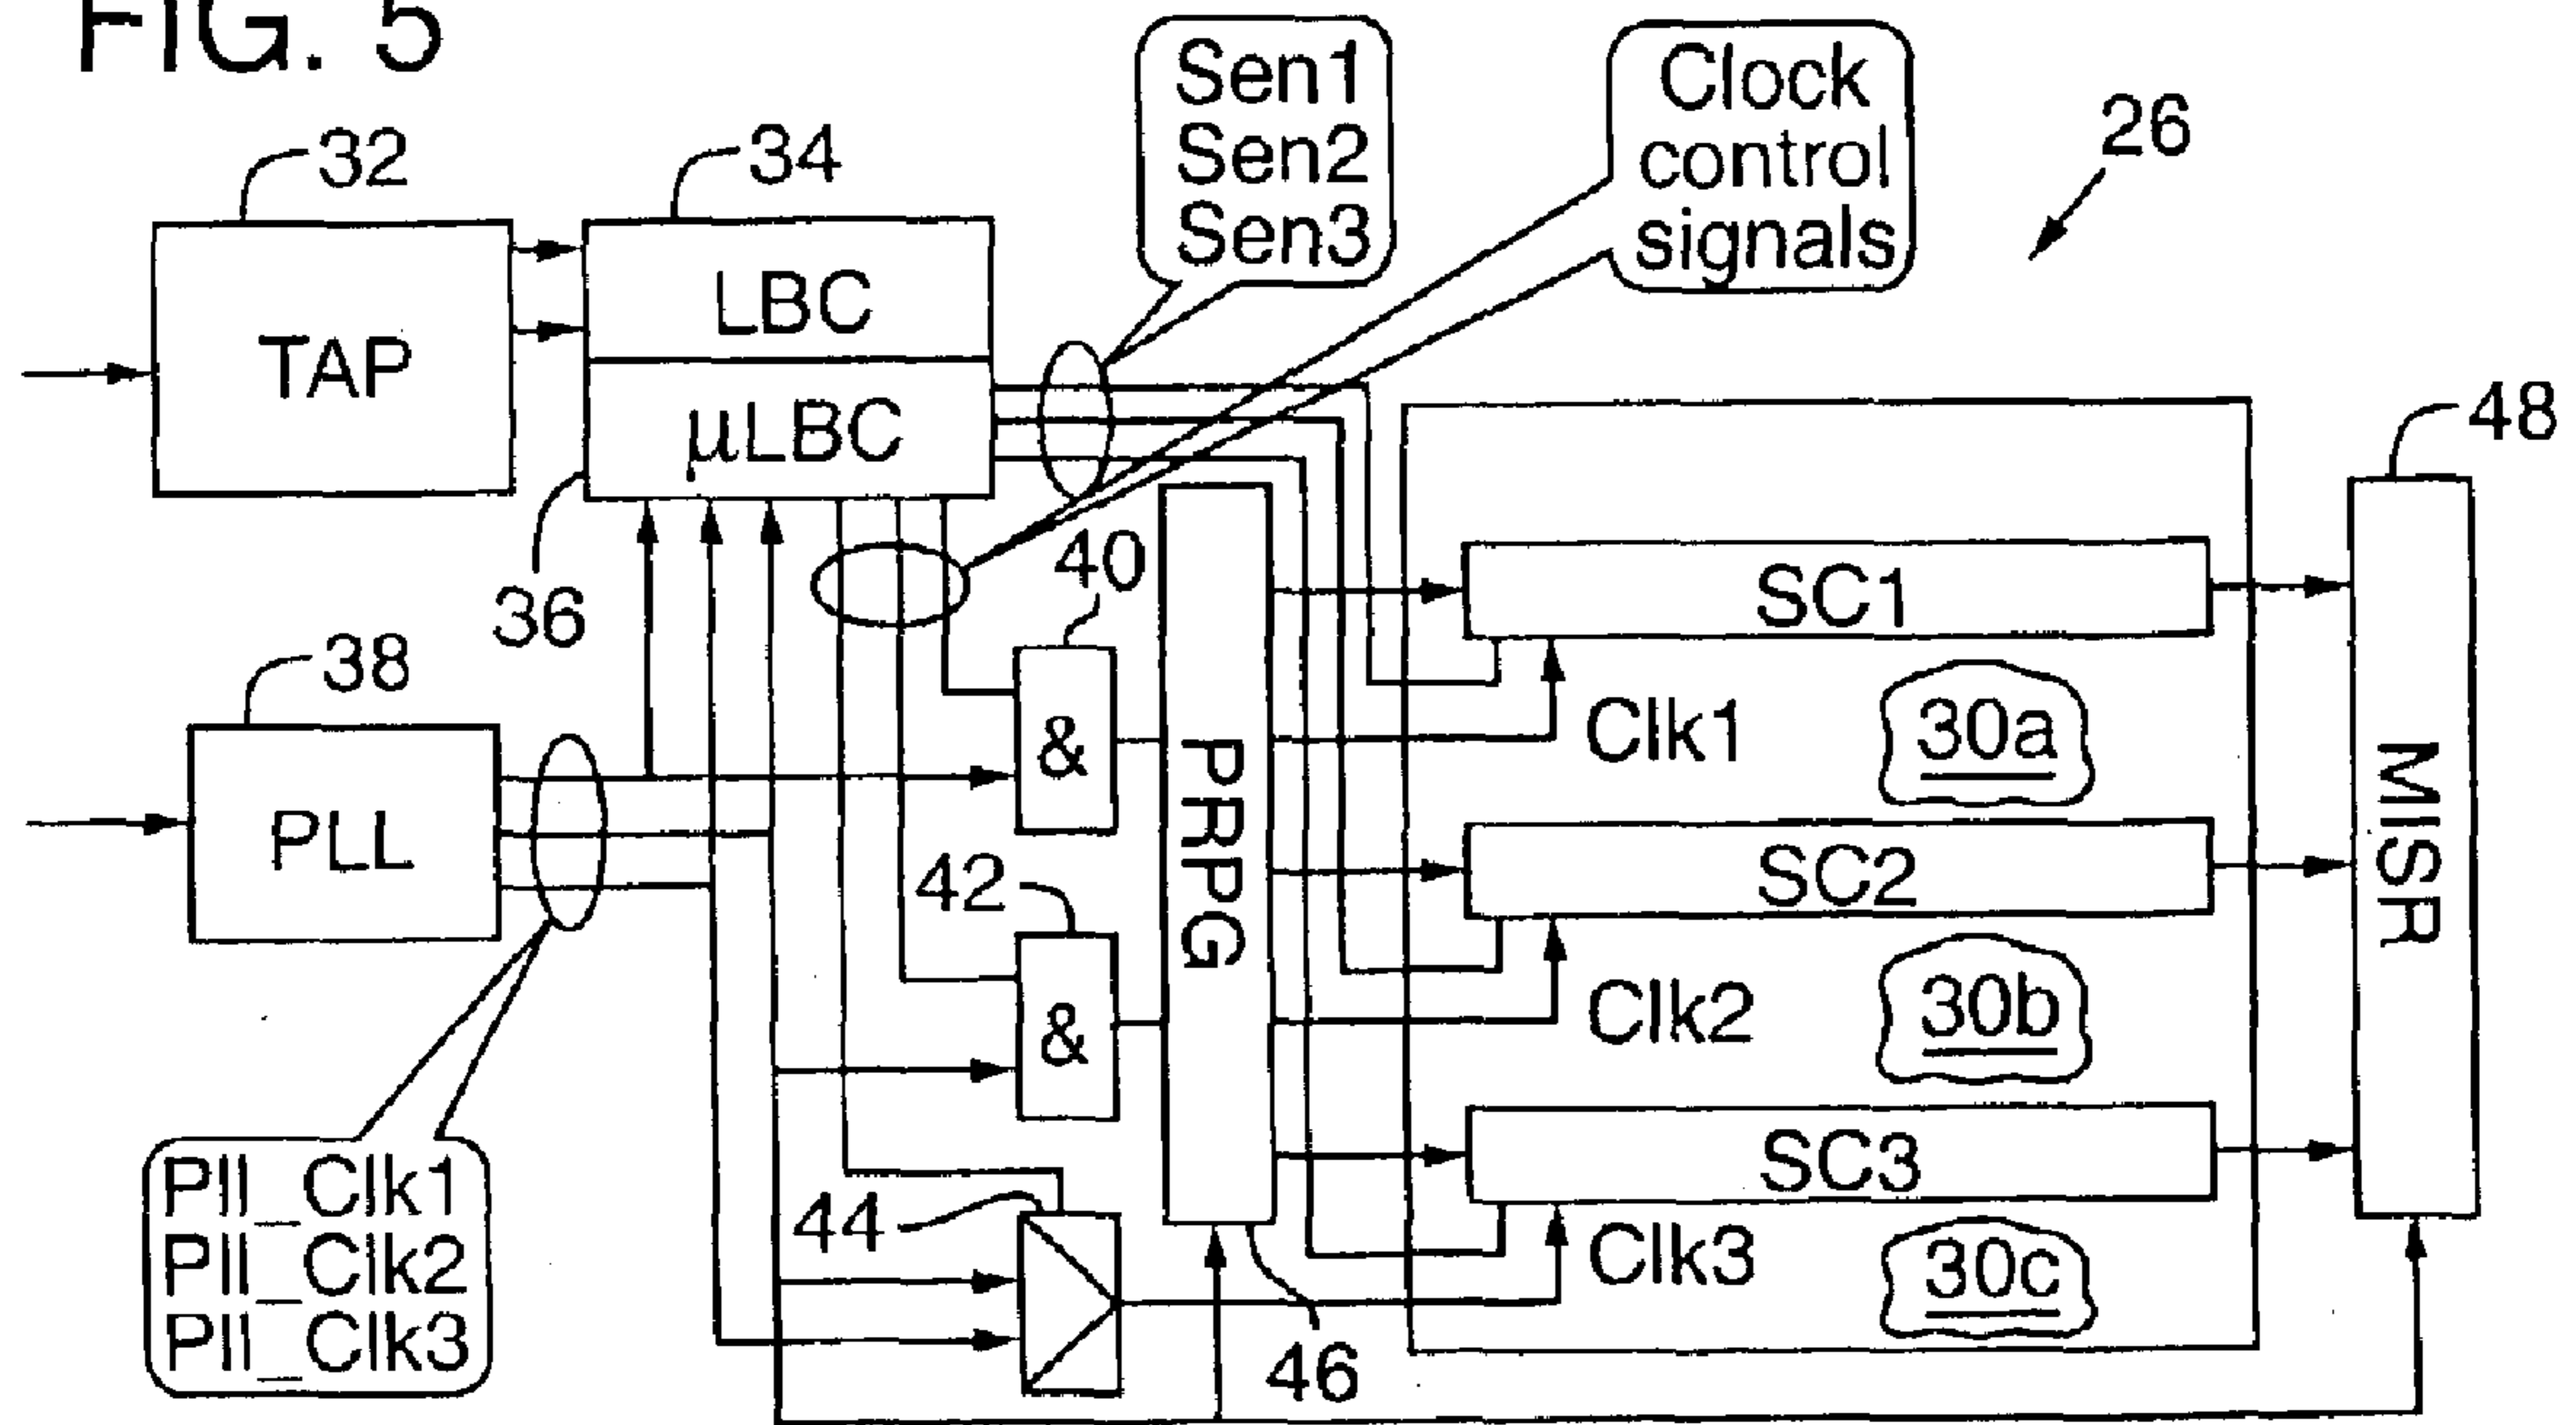 FIG. 5
Sen1
Sen2
Sen3
Clock
control
signals
26
32
34
TAP
LBC
µLBC
48
36
40
SC1
38
PLL
&
Clk1
30a
PRPG
MISR
42
SC2
&
Clk2
30b
Pll_Clk1
Pll_Clk2
Pll_Clk3
44
SC3
Clk3
30c
46